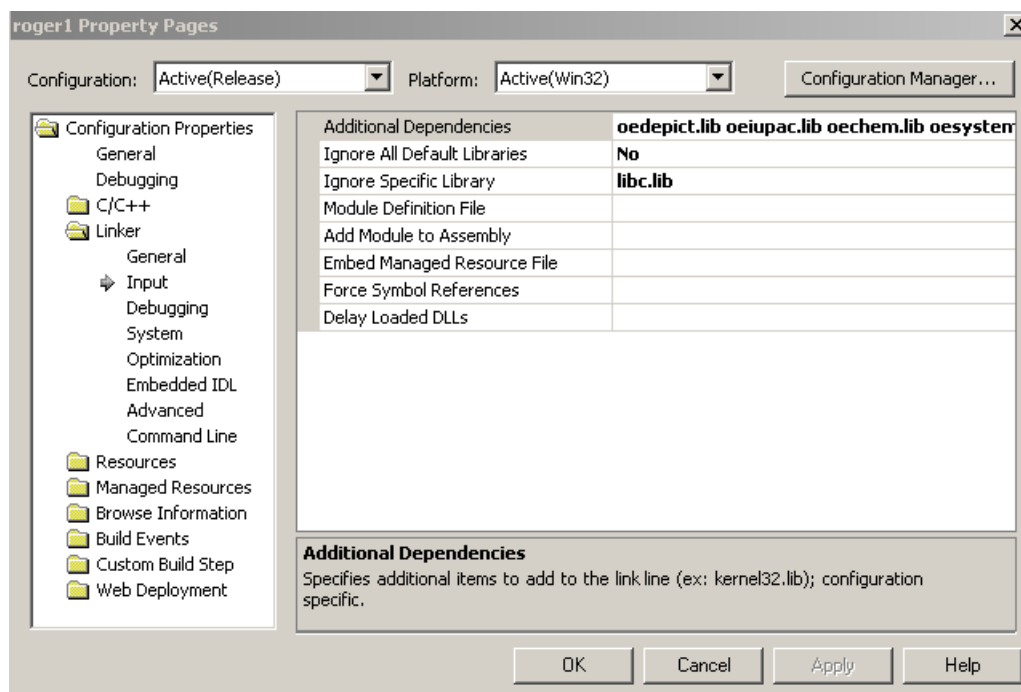 roger1 Property Pages
Configuration: Active(Release) Platform: Active(Win32) Configuration Manager...
Configuration Properties
General
Debugging
C/C++
Linker
General
Input
Debugging
System
Optimization
Embedded IDL
Advanced
Command Line
Resources
Managed Resources
Browse Information
Build Events
Custom Build Step
Web Deployment
Additional Dependencies oedepict.lib oeiupac.lib oechem.lib oesystem
Ignore All Default Libraries No
Ignore Specific Library libc.lib
Module Definition File
Add Module to Assembly
Embed Managed Resource File
Force Symbol References
Delay Loaded DLLs
Additional Dependencies
Specifies additional items to add to the link line (ex: kernel32.lib); configuration
specific.
OK Cancel Apply Help